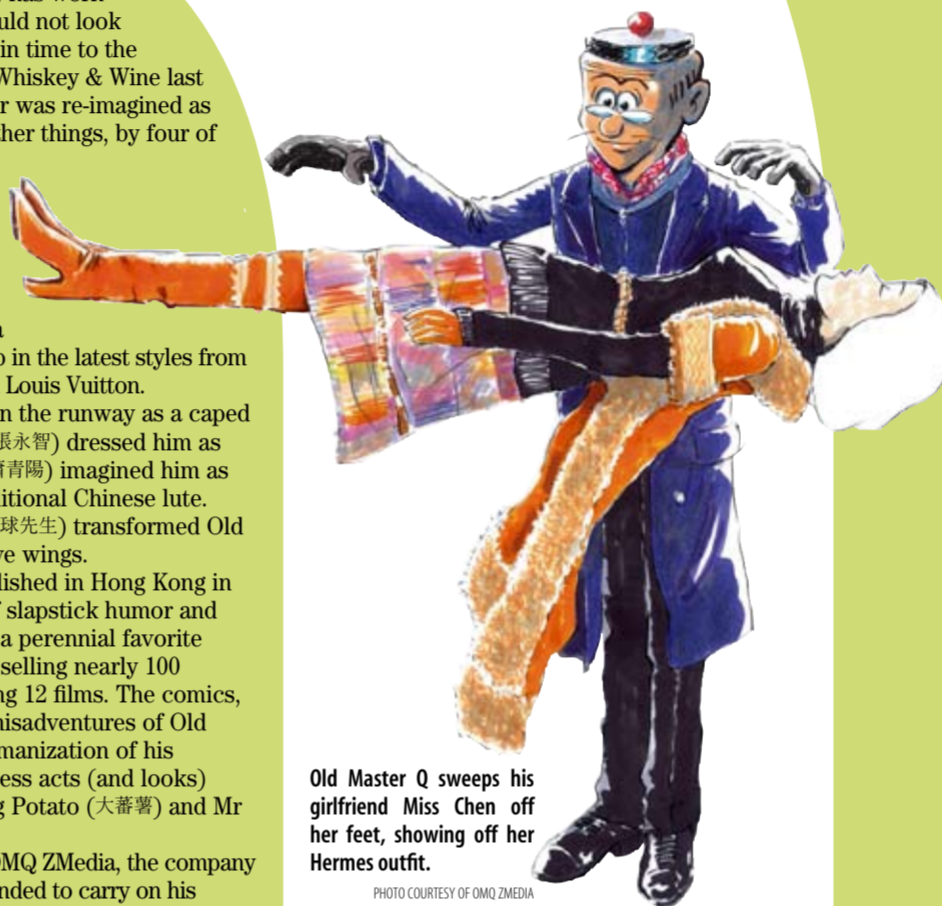 uld not look
in time to the
Whiskey & Wine last
r was re-imagined as
ther things, by four of
o in the latest styles from
Louis Vuitton.
n the runway as a caped
張永智) dressed him as
青陽) imagined him as
ditional Chinese lute.
球先生) transformed Old
ve wings.
lished in Hong Kong in
f slapstick humor and
a perennial favorite
selling nearly 100
ng 12 films. The comics,
nisadventures of Old
manization of his
ess acts (and looks)
g Potato (大蕃薯) and Mr
OMQ ZMedia, the company
nded to carry on his
Old Master Q sweeps his
girlfriend Miss Chen off
her feet, showing off her
Hermes outfit.
PHOTO COURTESY OF OMQ ZMEDIA